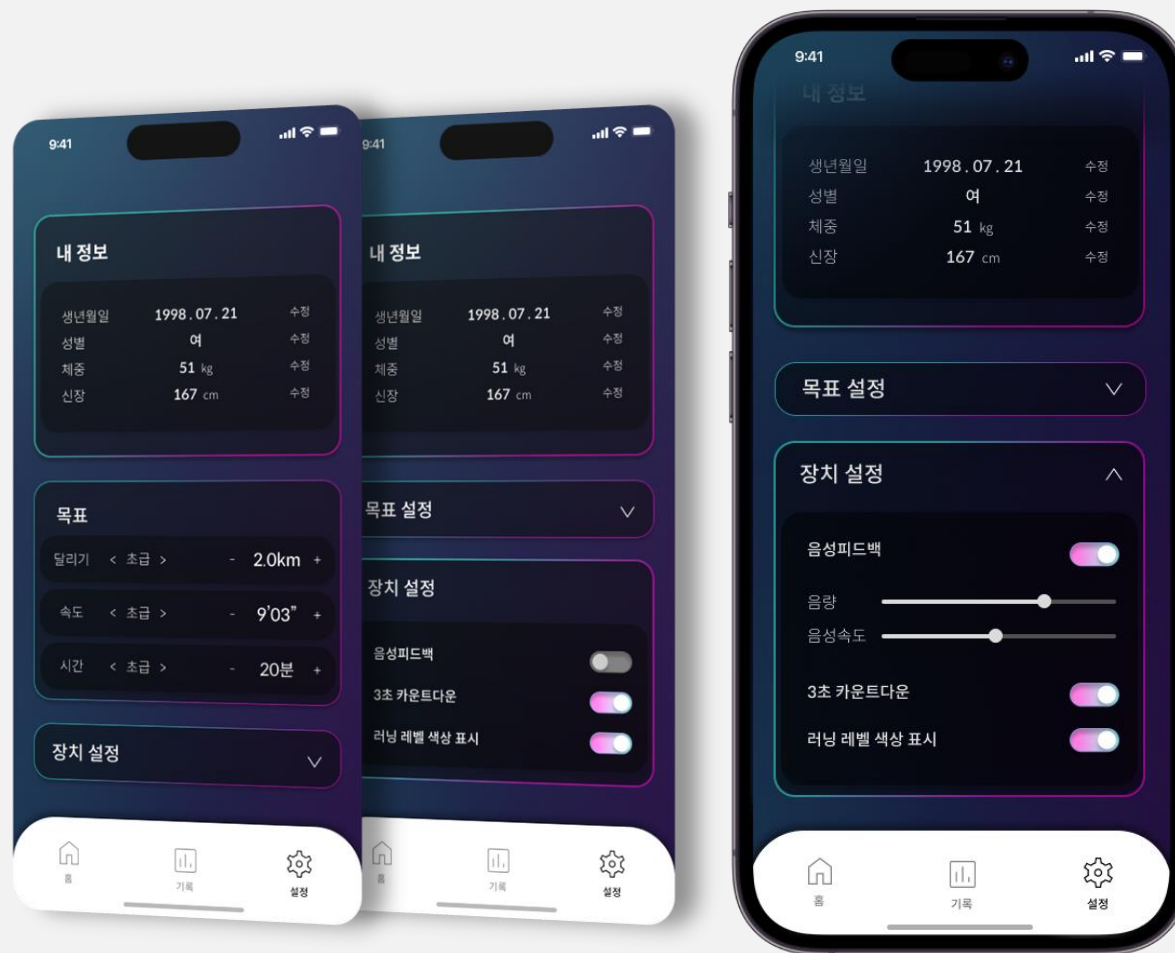 9:41
내 정보
생년월일 1998.07.21 수정
성별 여 수정
체중 51 kg 수정
신장 167 cm 수정
목표
달리기 < 초급 > - 2.0km +
속도 < 초급 > - 9'03" +
시간 < 초급 > - 20분 +
장치 설정
홈 기록 설정
9:41
내 정보
생년월일 1998.07.21 수정
성별 여 수정
체중 51 kg 수정
신장 167 cm 수정
목표 설정
장치 설정
음성피드백
3초 카운트다운
러닝 레벨 색상 표시
홈 기록 설정
9:41
내 정보
생년월일 1998.07.21 수정
성별 여 수정
체중 51 kg 수정
신장 167 cm 수정
목표 설정
장치 설정
음성피드백
음량
음성속도
3초 카운트다운
러닝 레벨 색상 표시
홈 기록 설정